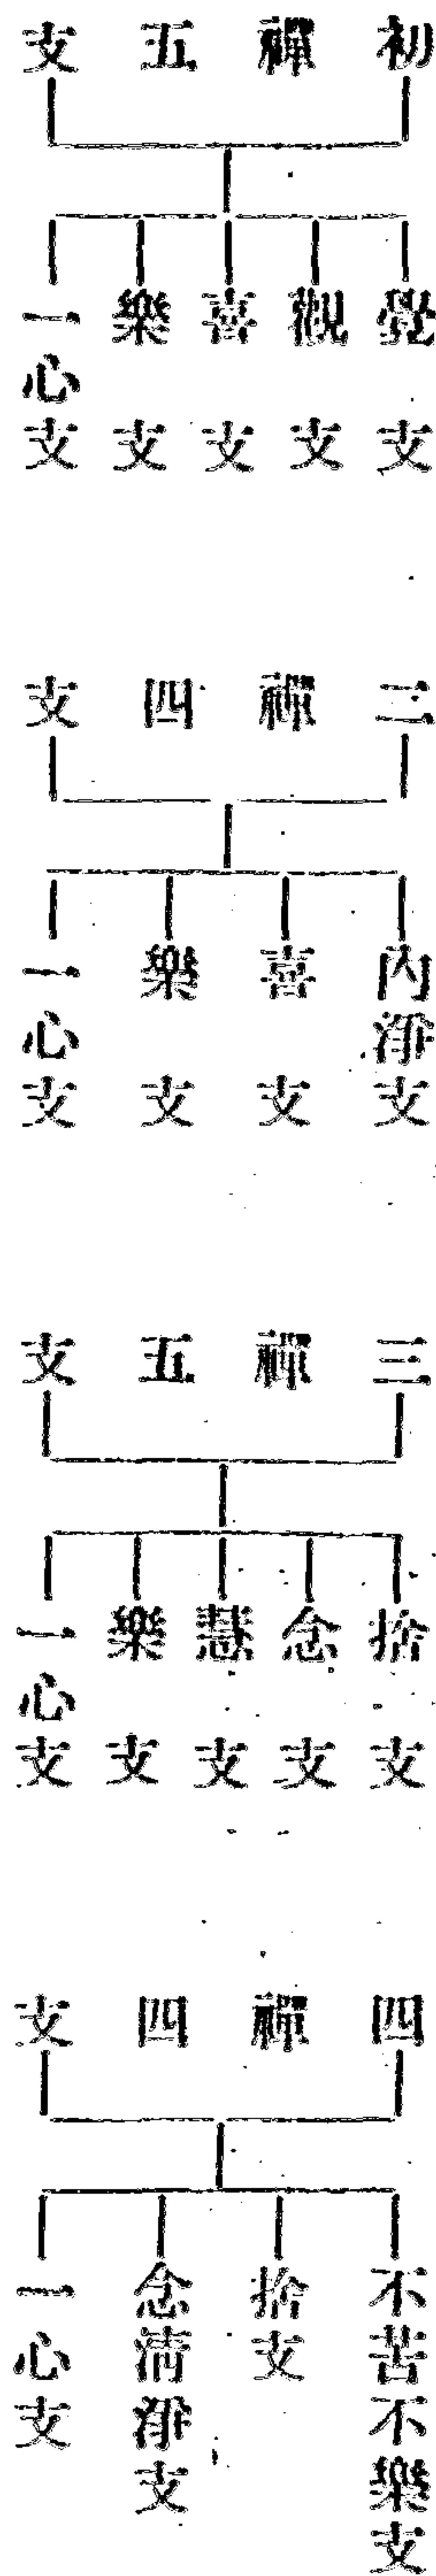 初禪五支
覺支
觀支
喜支
樂支
一心支
二禪四支
內淨支
喜支
樂支
一心支
三禪五支
捨支
念支
慧支
樂支
一心支
四禪四支
不苦不樂支
捨支
念清淨支
一心支